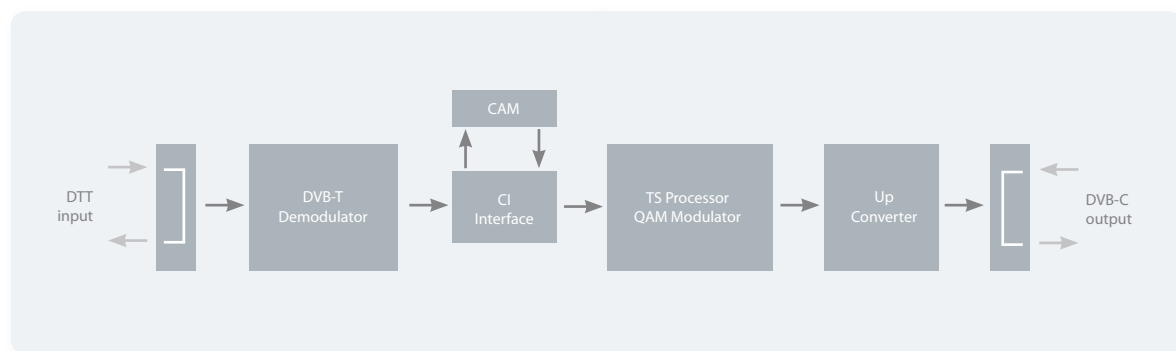 CAM
DTT
input
DVB-T
Demodulator
CI
Interface
TS Processor
QAM Modulator
Up
Converter
DVB-C
output